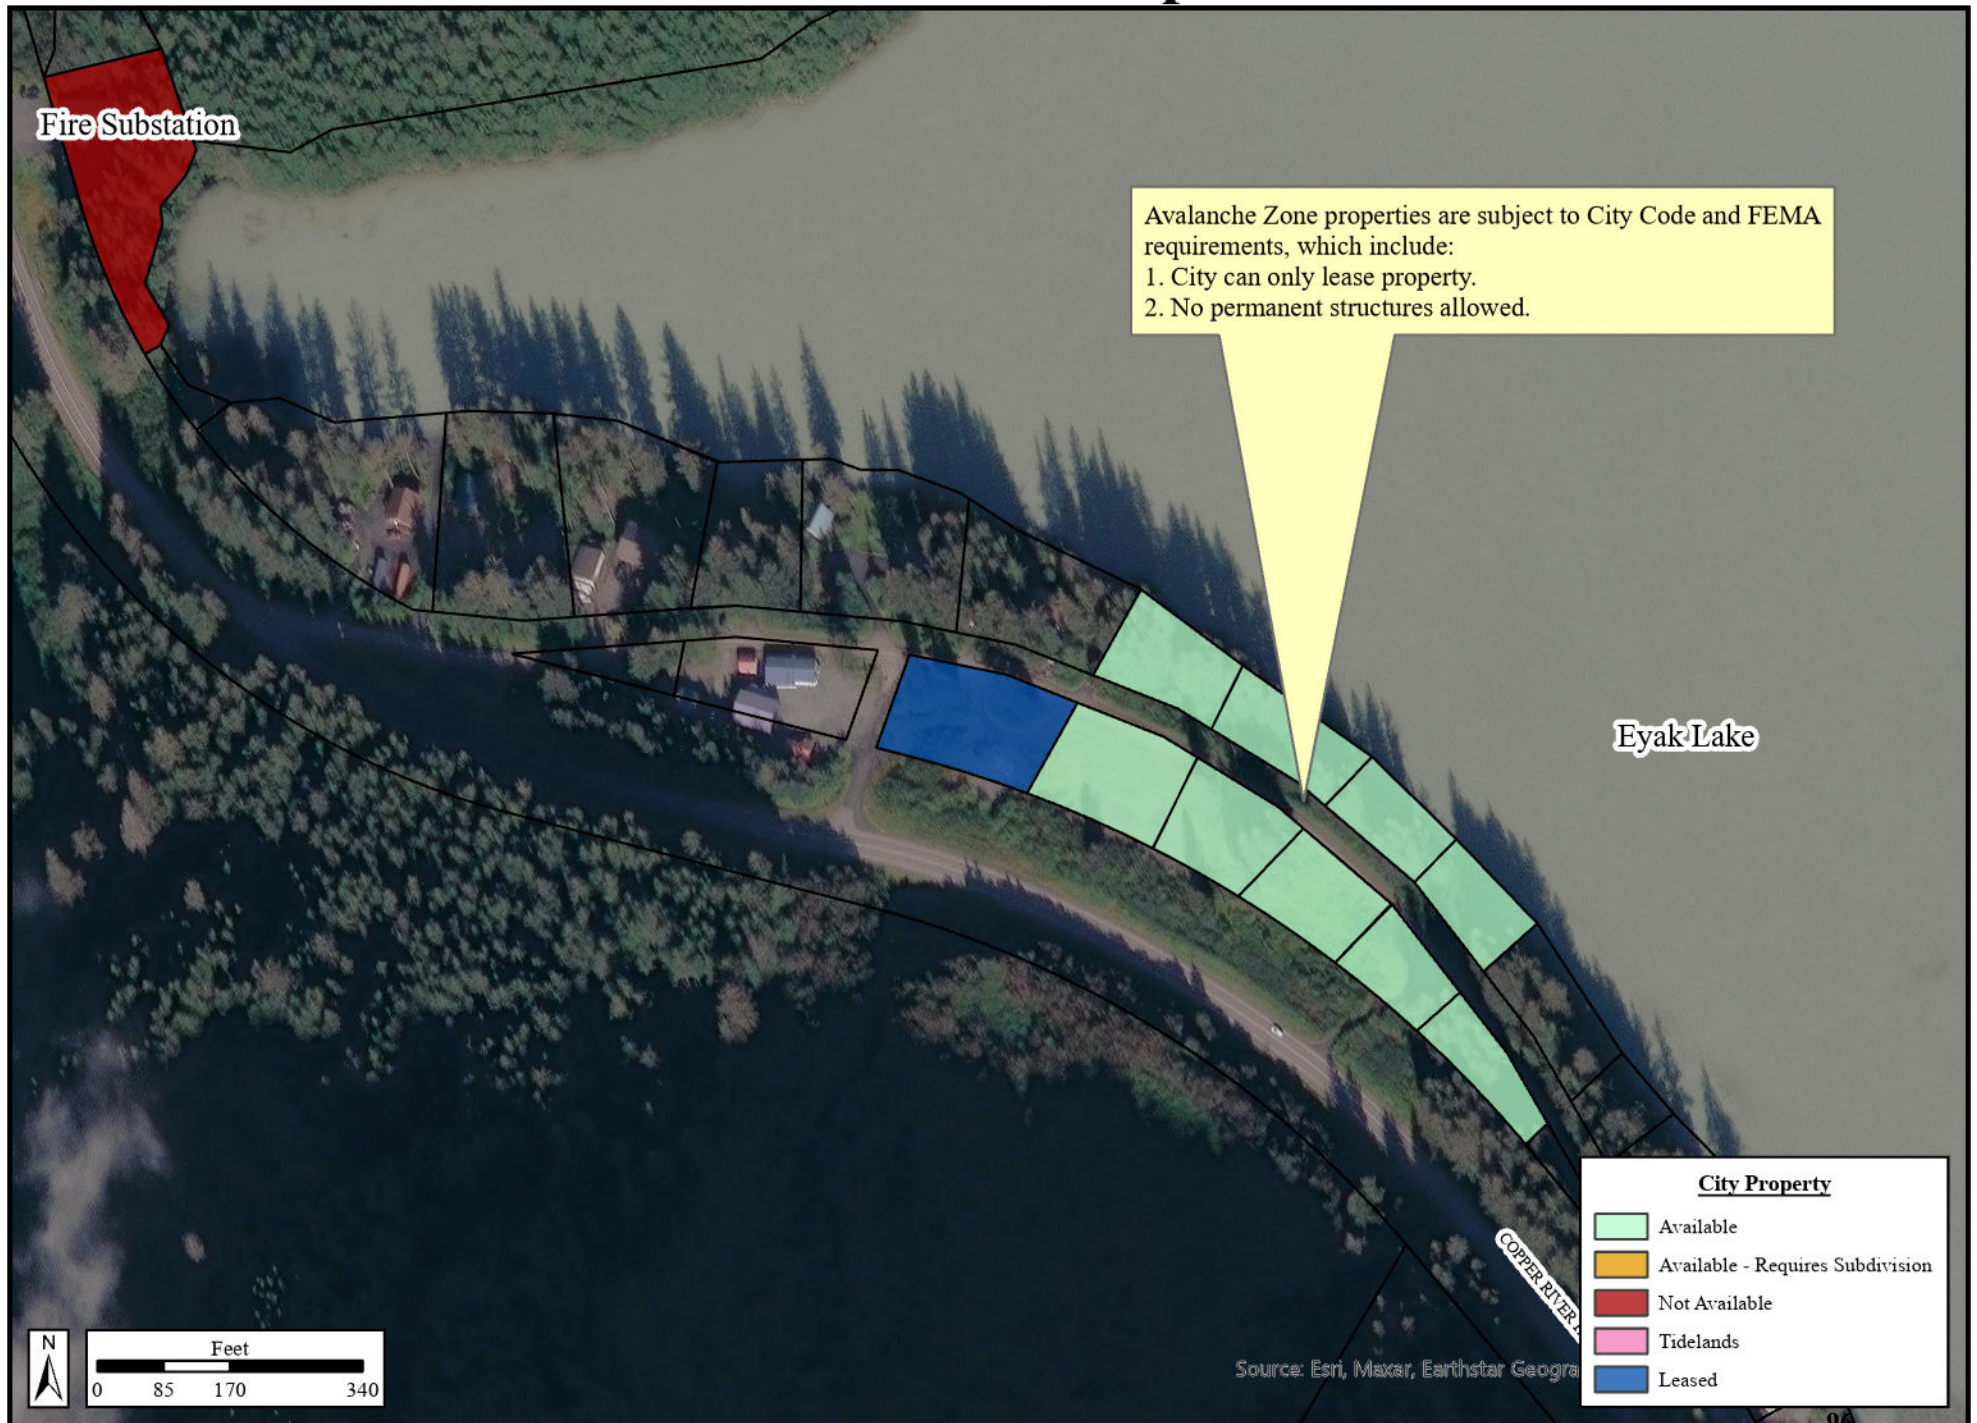 Fire Substation
Avalanche Zone properties are subject to City Code and FEMA
requirements, which include:
1. City can only lease property.
2. No permanent structures allowed.
Eyak Lake
COPPER RIVER
City Property
Available
Available - Requires Subdivision
Not Available
Tidelands
Leased
N
Feet
0 85 170 340
Source: Esri, Maxar, Earthstar Geogra